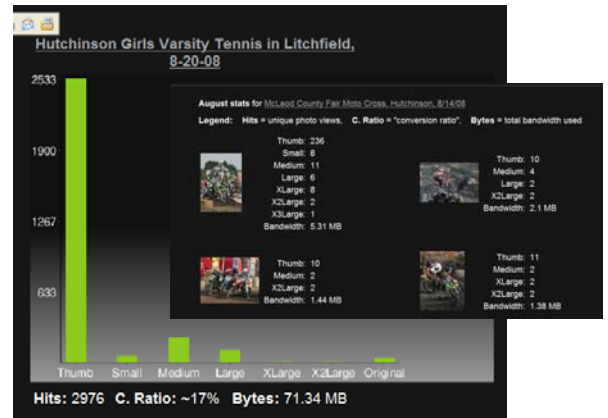 Hutchinson Girls Varsity Tennis in Litchfield,
8-20-08
2533
1900
1267
633
Thumb Small Medium Large XLarge X2Large Original
Hits: 2976 C. Ratio: ~17% Bytes: 71.34 MB
August stats for McLeod County Fair Moto Cross, Hutchinson, 8/14/08
Legend: Hits = unique photo views, C. Ratio = "conversion ratio", Bytes = total bandwidth used
Thumb: 236
Small: 8
Medium: 11
Large: 6
XLarge: 8
X2Large: 2
X3Large: 1
Bandwidth: 5.31 MB
Thumb: 10
Medium: 4
Large: 2
X2Large: 2
Bandwidth: 2.1 MB
Thumb: 10
Medium: 2
X2Large: 2
Bandwidth: 1.44 MB
Thumb: 11
Medium: 2
X2Large: 2
Bandwidth: 1.38 MB